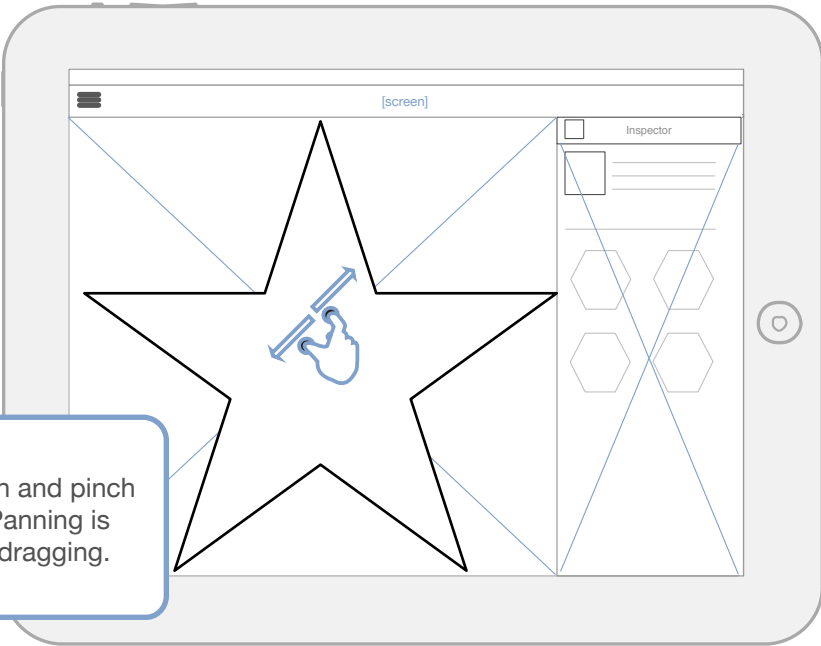 [screen]
Inspector
and pinch
Panning is
dragging.